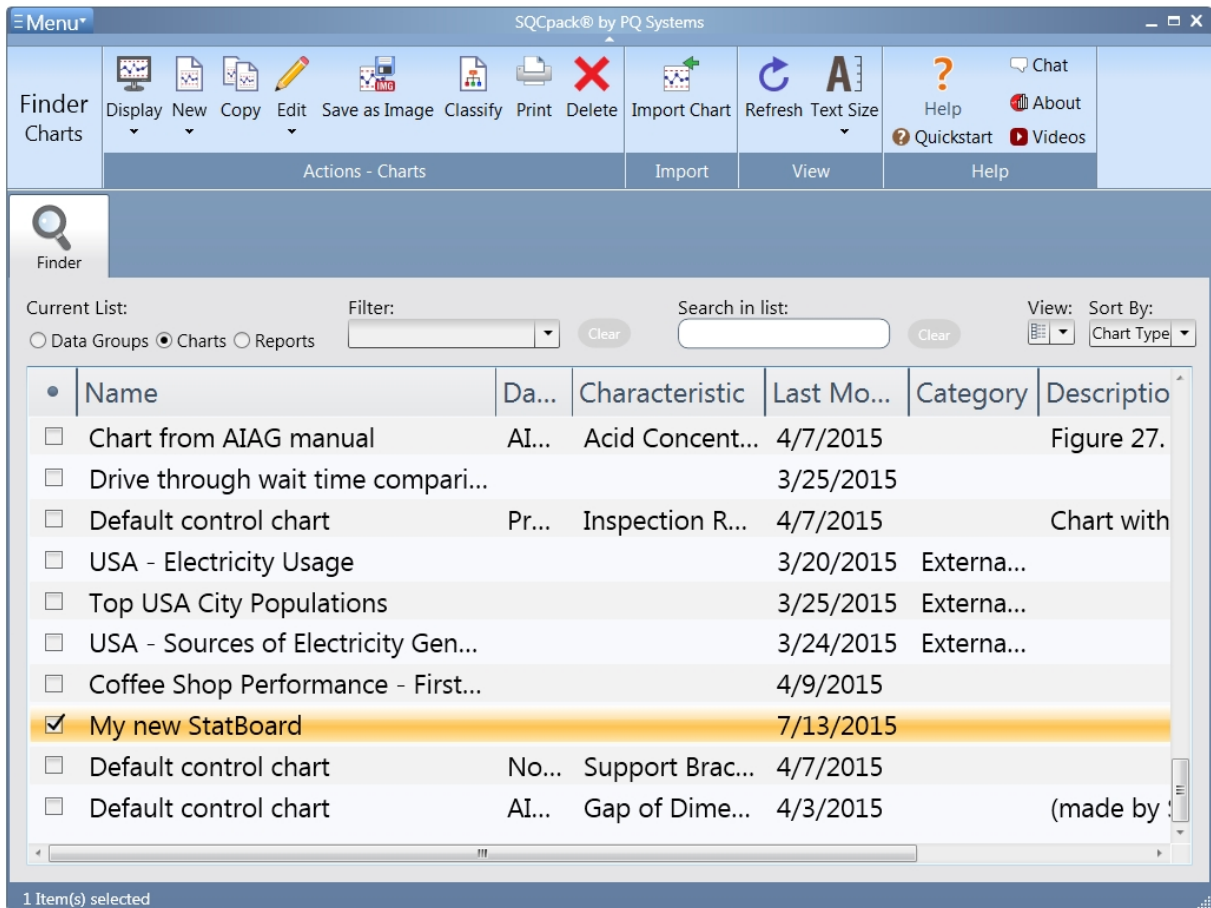 Menu
SQCpack® by PQ Systems
Finder
Charts
Display New Copy Edit Save as Image Classify Print Delete Import Chart Refresh Text Size
IMG
Help
Quickstart
Chat
About
Videos
Actions - Charts Import View Help
Finder
Current List: Filter: Search in list: View: Sort By:
Data Groups Charts Reports Clear Clear Chart Type
Name Da... Characteristic Last Mo... Category Descriptio
Chart from AIAG manual AI... Acid Concent... 4/7/2015 Figure 27.
Drive through wait time compari... 3/25/2015
Default control chart Pr... Inspection R... 4/7/2015 Chart with
USA - Electricity Usage 3/20/2015 Externa...
Top USA City Populations 3/25/2015 Externa...
USA - Sources of Electricity Gen... 3/24/2015 Externa...
Coffee Shop Performance - First... 4/9/2015
My new StatBoard 7/13/2015
Default control chart No... Support Brac... 4/7/2015
Default control chart AI... Gap of Dime... 4/3/2015 (made by
1 Item(s) selected